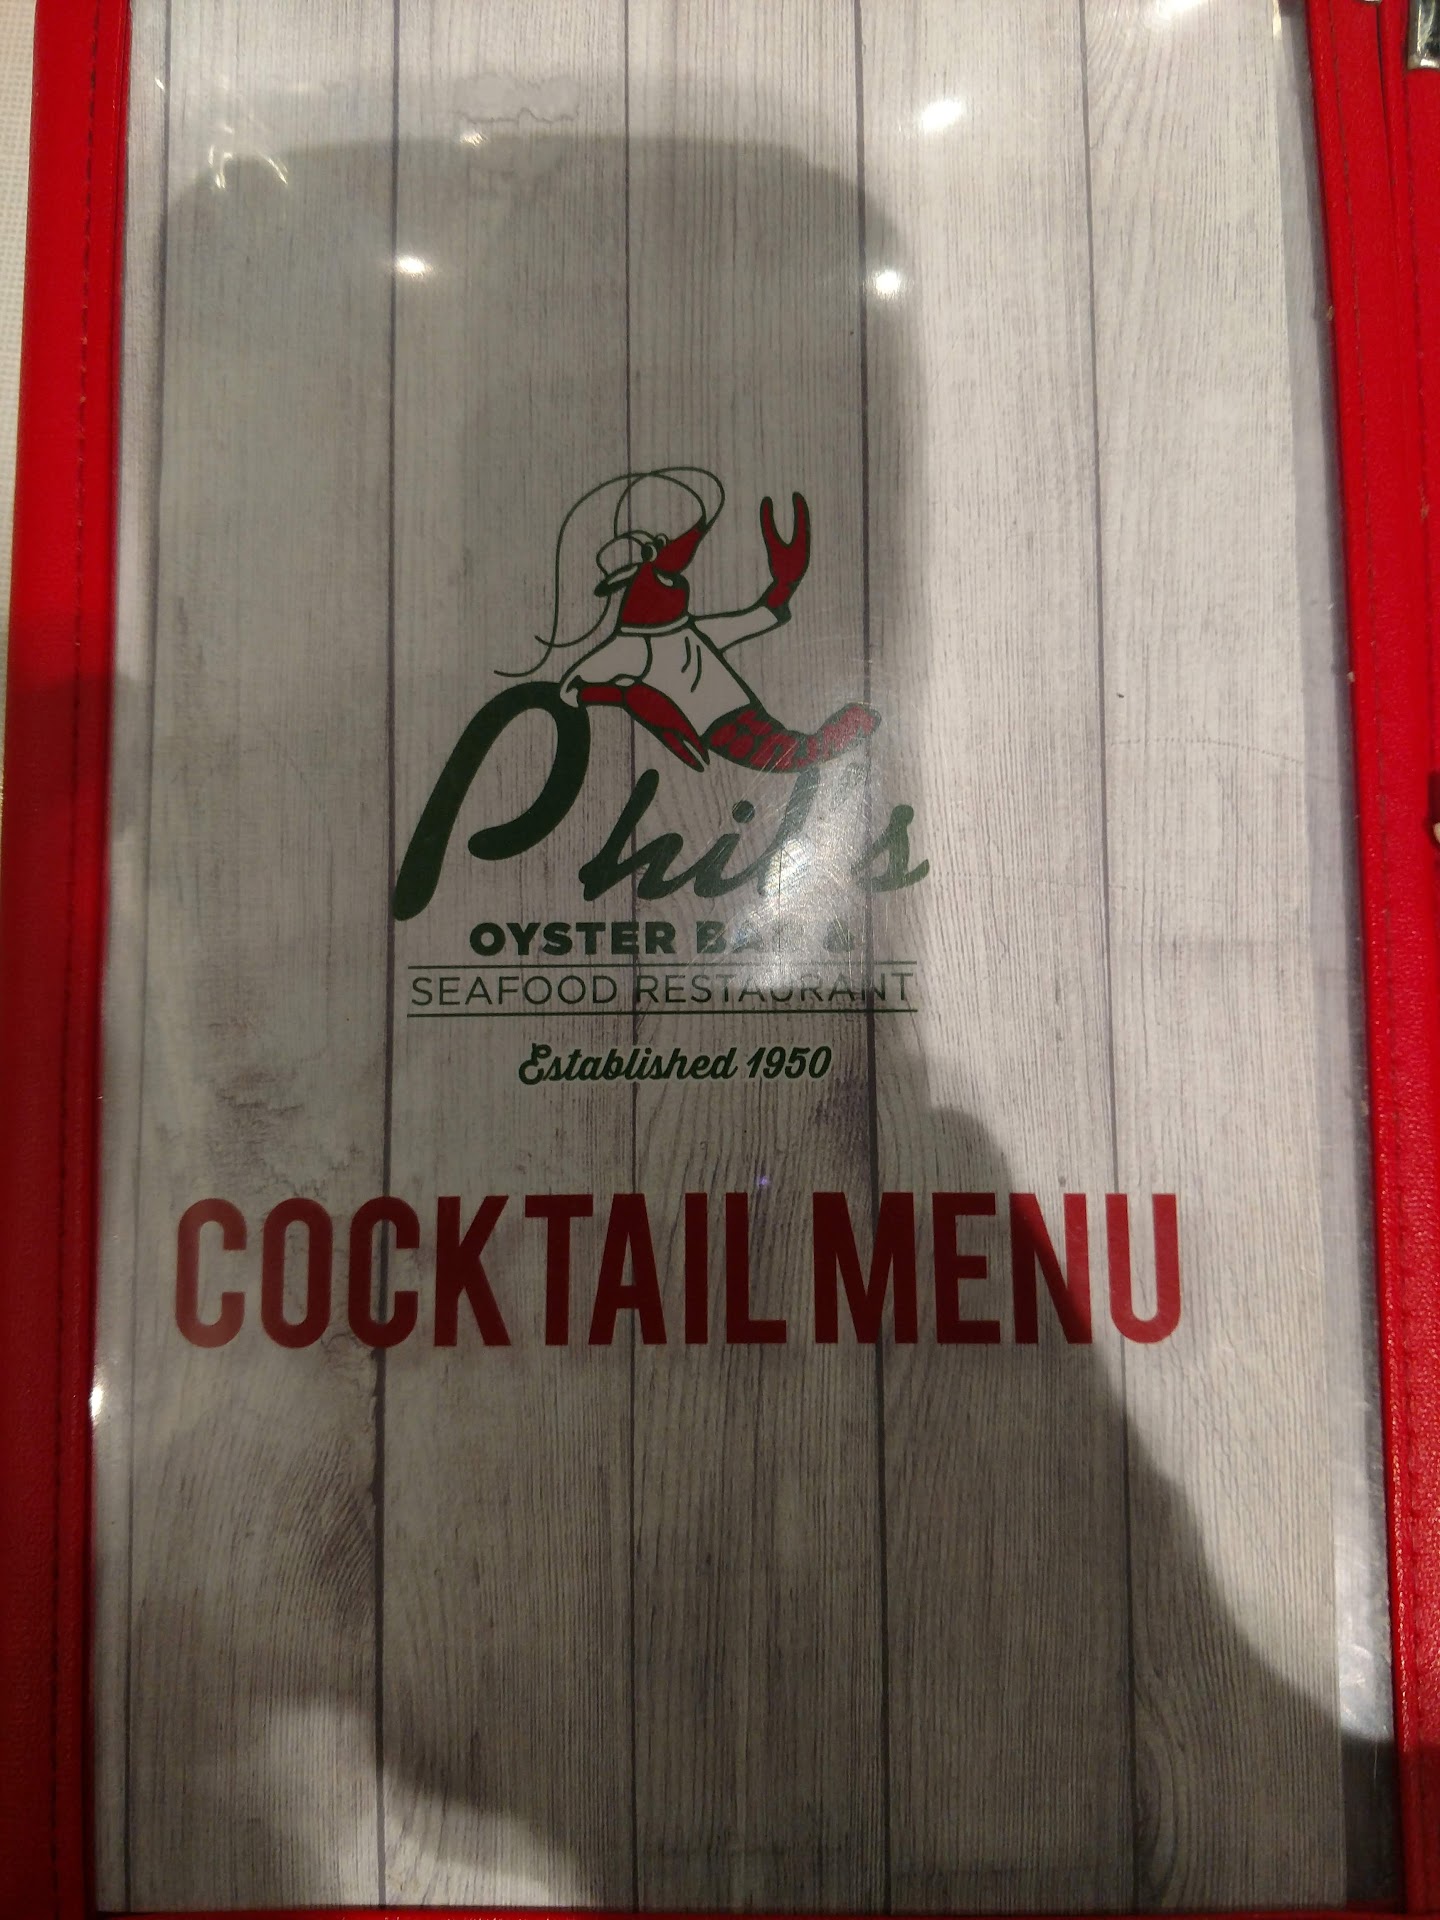 Phil's
OYSTER BAR &
SEAFOOD RESTAURANT
Established 1950
COCKTAIL MENU